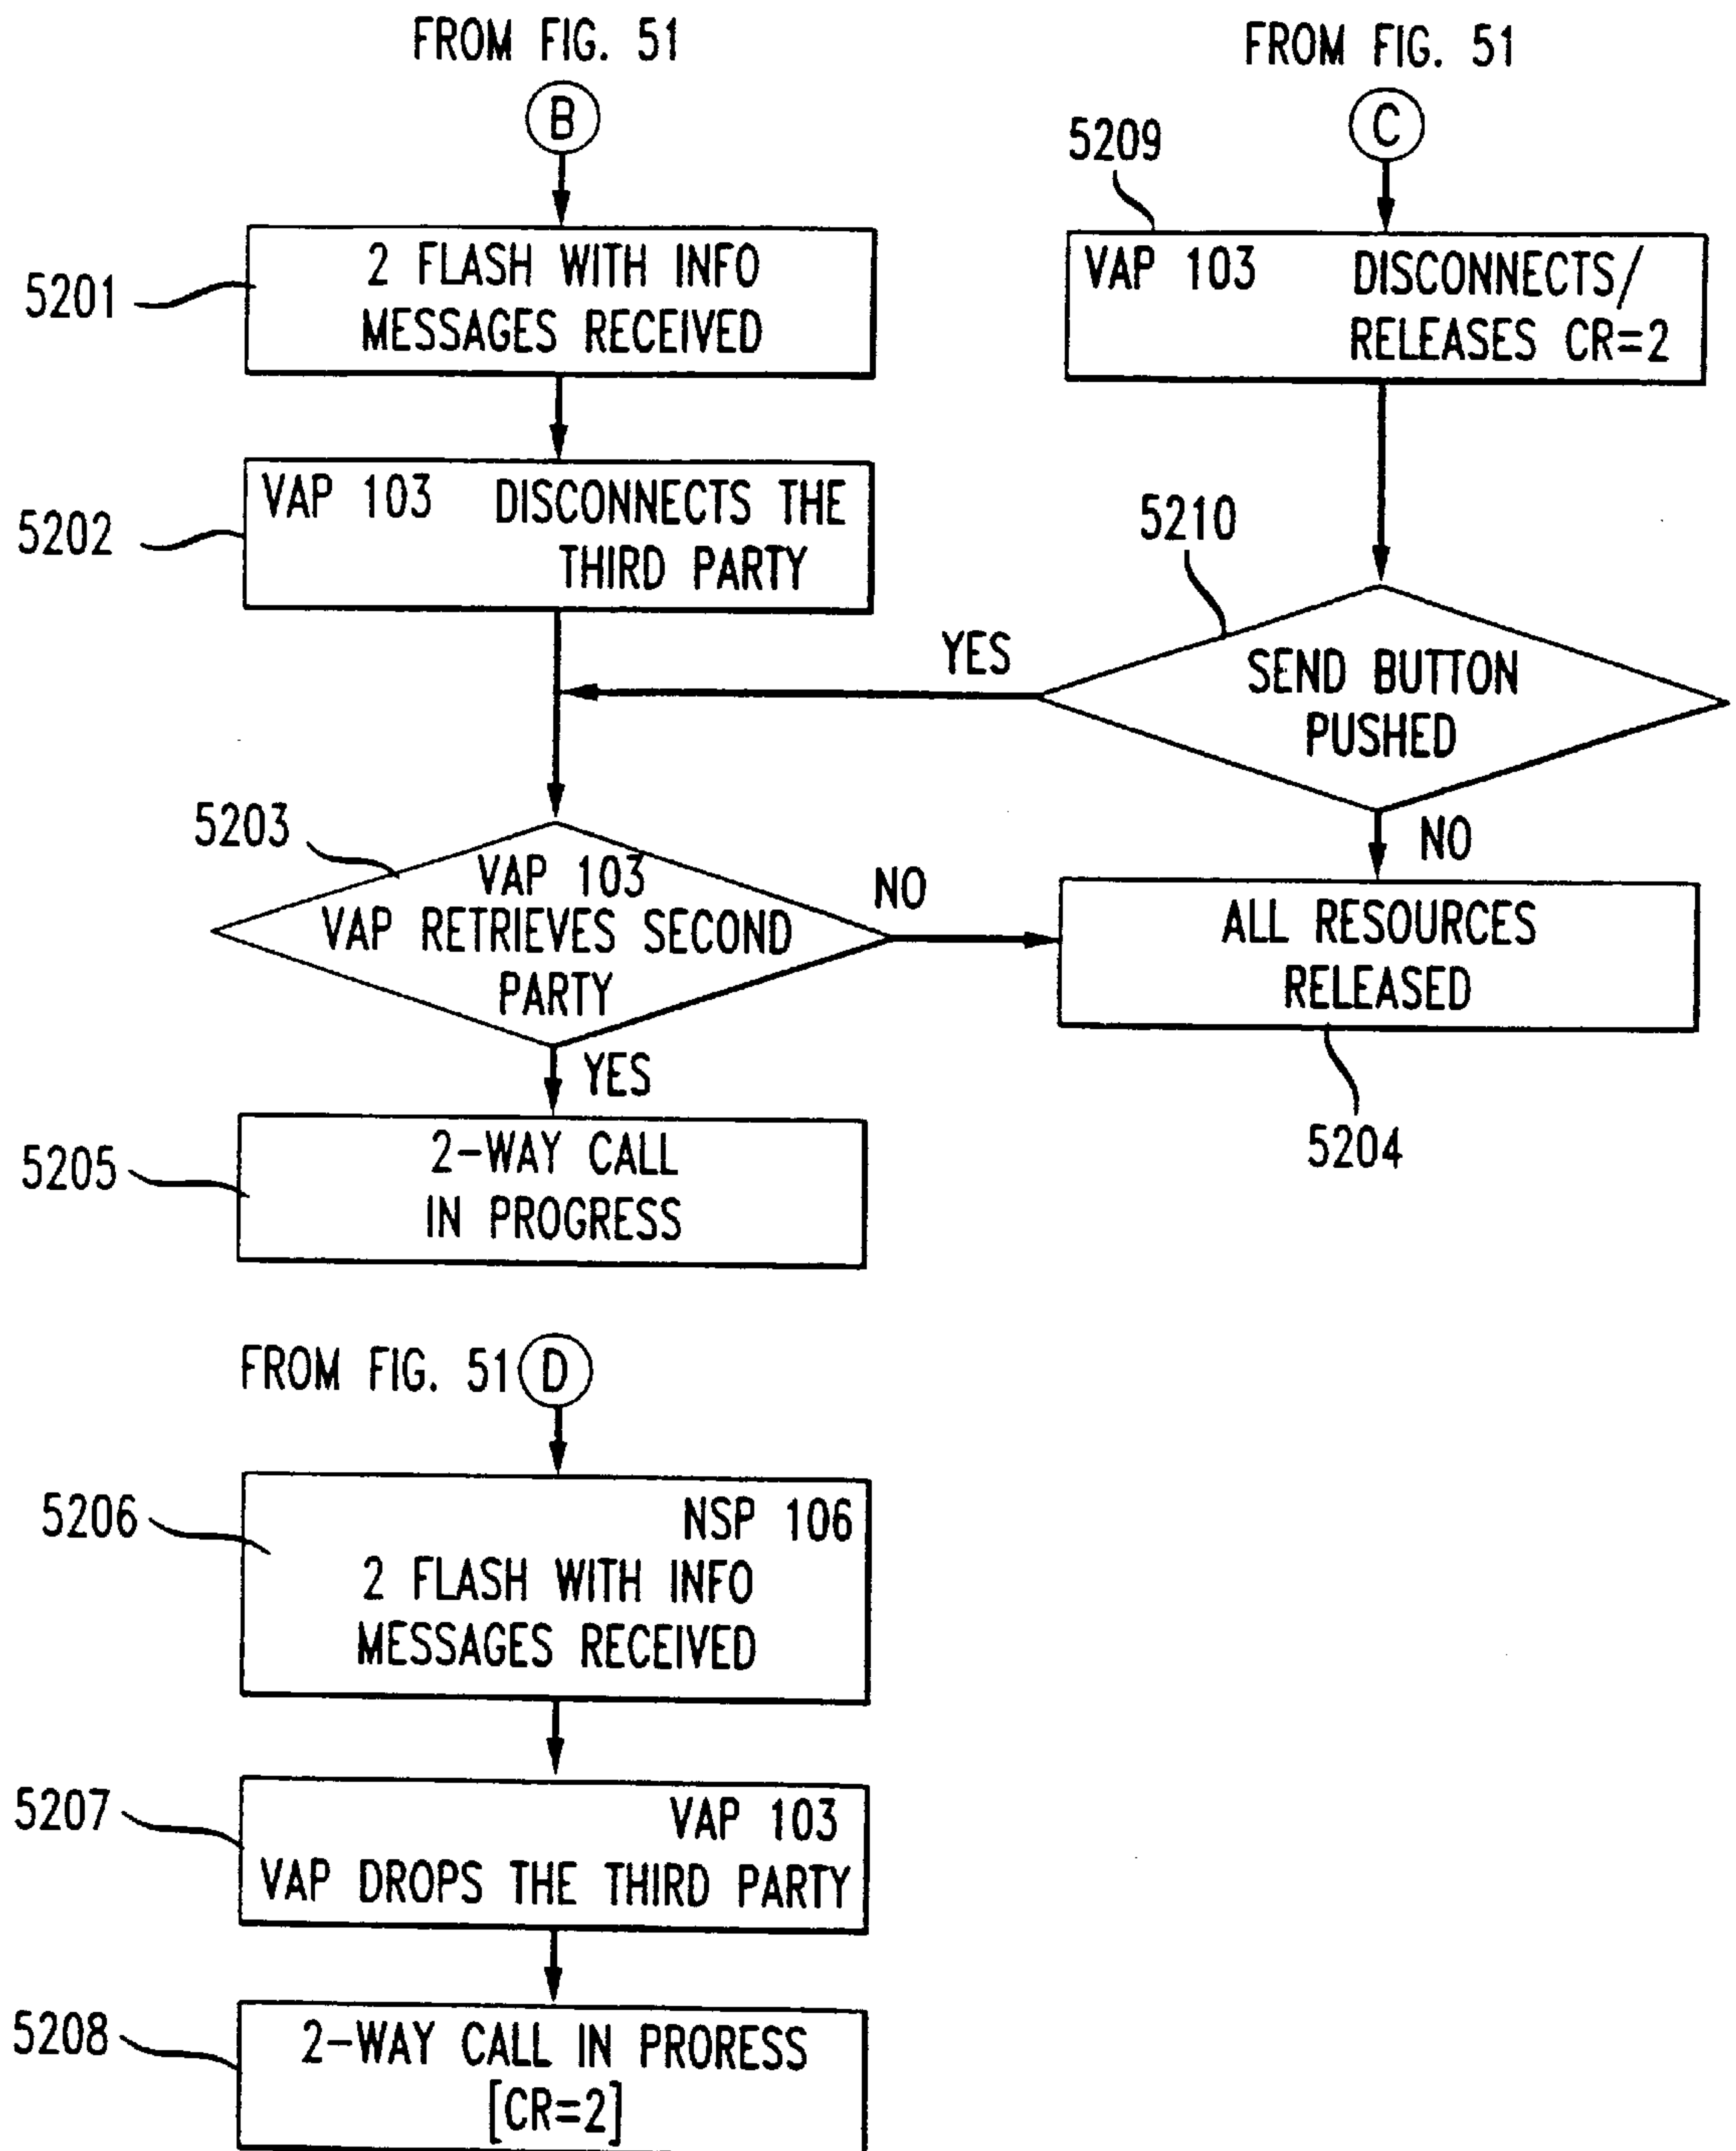 FROM FIG. 51
B
5201
2 FLASH WITH INFO
MESSAGES RECEIVED
5202
VAP 103 DISCONNECTS THE
THIRD PARTY
5203
VAP 103
VAP RETRIEVES SECOND
PARTY
NO
YES
5205
2-WAY CALL
IN PROGRESS
FROM FIG. 51
C
5209
VAP 103 DISCONNECTS/
RELEASES CR=2
5210
SEND BUTTON
PUSHED
YES
NO
ALL RESOURCES
RELEASED
5204
FROM FIG. 51 D
5206
NSP 106
2 FLASH WITH INFO
MESSAGES RECEIVED
5207
VAP 103
VAP DROPS THE THIRD PARTY
5208
2-WAY CALL IN PRORESS
[CR=2]